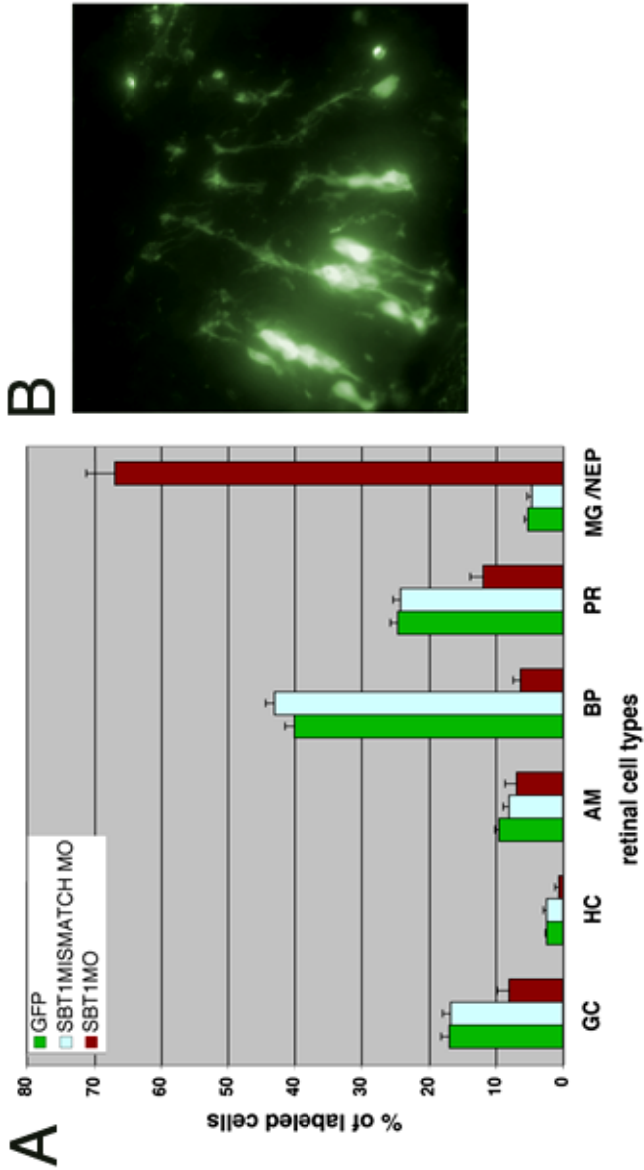 A
B
GFP
SBT1MISMATCH MO
SBT1MO
80
70
60
50
40
30
20
10
0
% of labeled cells
GC HC AM BP PR MG /NEP
retinal cell types